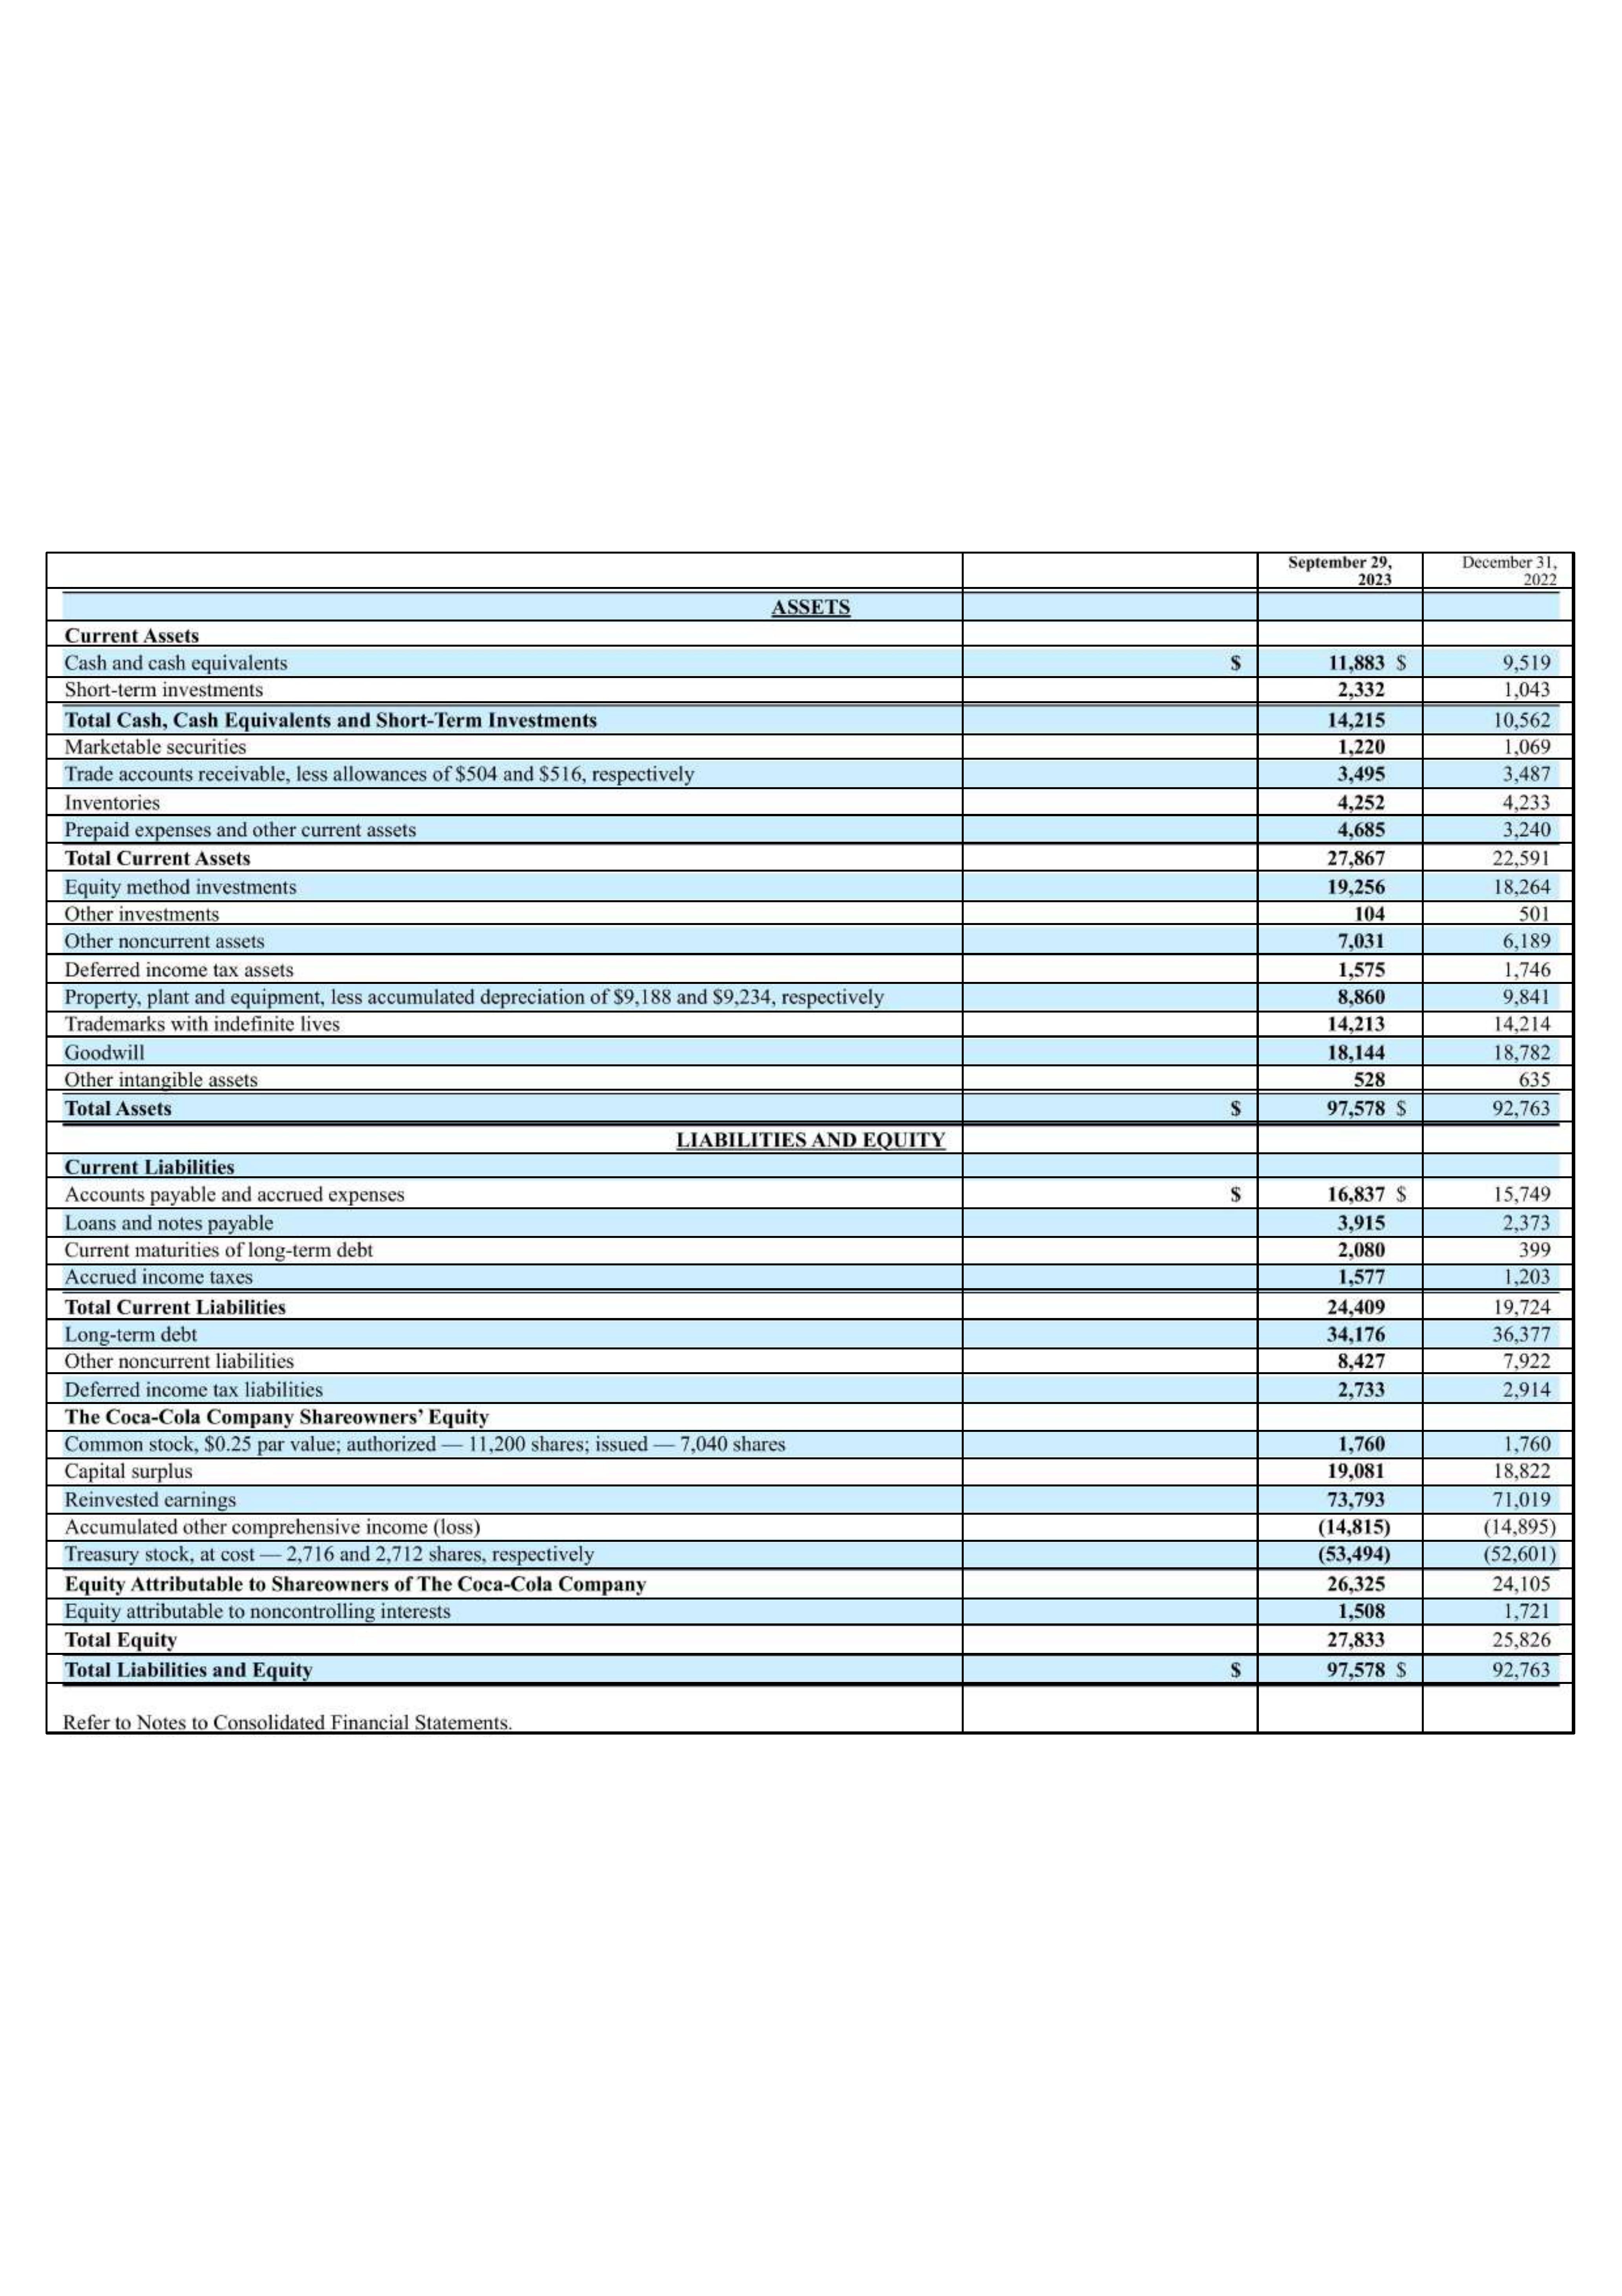 September 29, 2023 December 31, 2022
ASSETS
Current Assets
Cash and cash equivalents $ 11,883 $ 9,519
Short-term investments 2,332 1,043
Total Cash, Cash Equivalents and Short-Term Investments 14,215 10,562
Marketable securities 1,220 1,069
Trade accounts receivable, less allowances of $504 and $516, respectively 3,495 3,487
Inventories 4,252 4,233
Prepaid expenses and other current assets 4,685 3,240
Total Current Assets 27,867 22,591
Equity method investments 19,256 18,264
Other investments 104 501
Other noncurrent assets 7,031 6,189
Deferred income tax assets 1,575 1,746
Property, plant and equipment, less accumulated depreciation of $9,188 and $9,234, respectively 8,860 9,841
Trademarks with indefinite lives 14,213 14,214
Goodwill 18,144 18,782
Other intangible assets 528 635
Total Assets $ 97,578 $ 92,763
LIABILITIES AND EQUITY
Current Liabilities
Accounts payable and accrued expenses $ 16,837 $ 15,749
Loans and notes payable 3,915 2,373
Current maturities of long-term debt 2,080 399
Accrued income taxes 1,577 1,203
Total Current Liabilities 24,409 19,724
Long-term debt 34,176 36,377
Other noncurrent liabilities 8,427 7,922
Deferred income tax liabilities 2,733 2,914
The Coca-Cola Company Shareowners’ Equity
Common stock, $0.25 par value; authorized — 11,200 shares; issued — 7,040 shares 1,760 1,760
Capital surplus 19,081 18,822
Reinvested earnings 73,793 71,019
Accumulated other comprehensive income (loss) (14,815) (14,895)
Treasury stock, at cost — 2,716 and 2,712 shares, respectively (53,494) (52,601)
Equity Attributable to Shareowners of The Coca-Cola Company 26,325 24,105
Equity attributable to noncontrolling interests 1,508 1,721
Total Equity 27,833 25,826
Total Liabilities and Equity $ 97,578 $ 92,763
Refer to Notes to Consolidated Financial Statements.